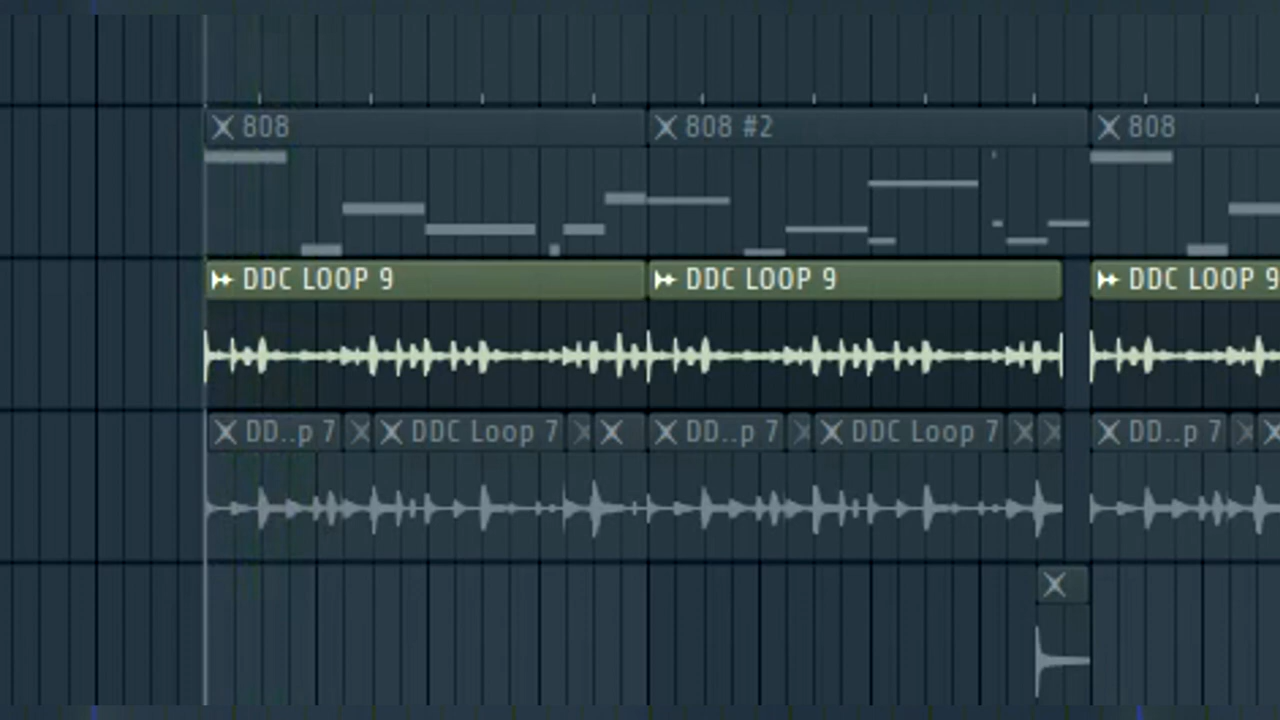 808 808 #2 808
DDC LOOP 9 DDC LOOP 9 DDC LOOP 9
DD..p 7 DDC Loop 7 DD..p 7 DDC Loop 7 DD..p 7